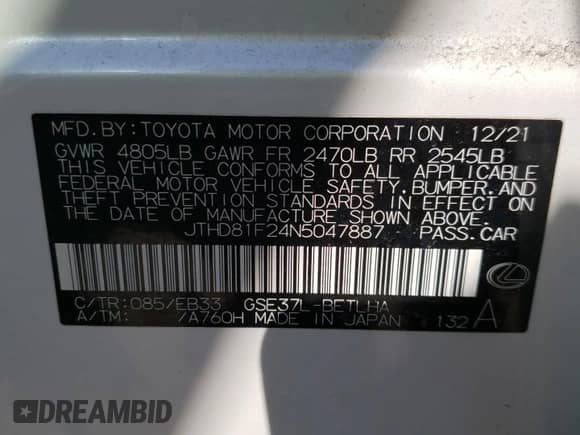 MFD.BY:TOYOTA MOTOR CORPORATION 12/21
GVWR 4805LB GAWR FR 2470LB RR 2545LB
THIS VEHICLE CONFORMS TO ALL APPLICABLE
FEDERAL MOTOR VEHICLE SAFETY,BUMPER,AND
THEFT PREVENTION STANDARDS IN EFFECT ON
THE DATE OF MANUFACTURE SHOWN ABOVE.
JTHD81F24N5047887 PASS.CAR
C/TR:085/EB33 GSE37L-BETLHA
A/TM: /A760H MADE IN JAPAN 132 A
DREAMBID